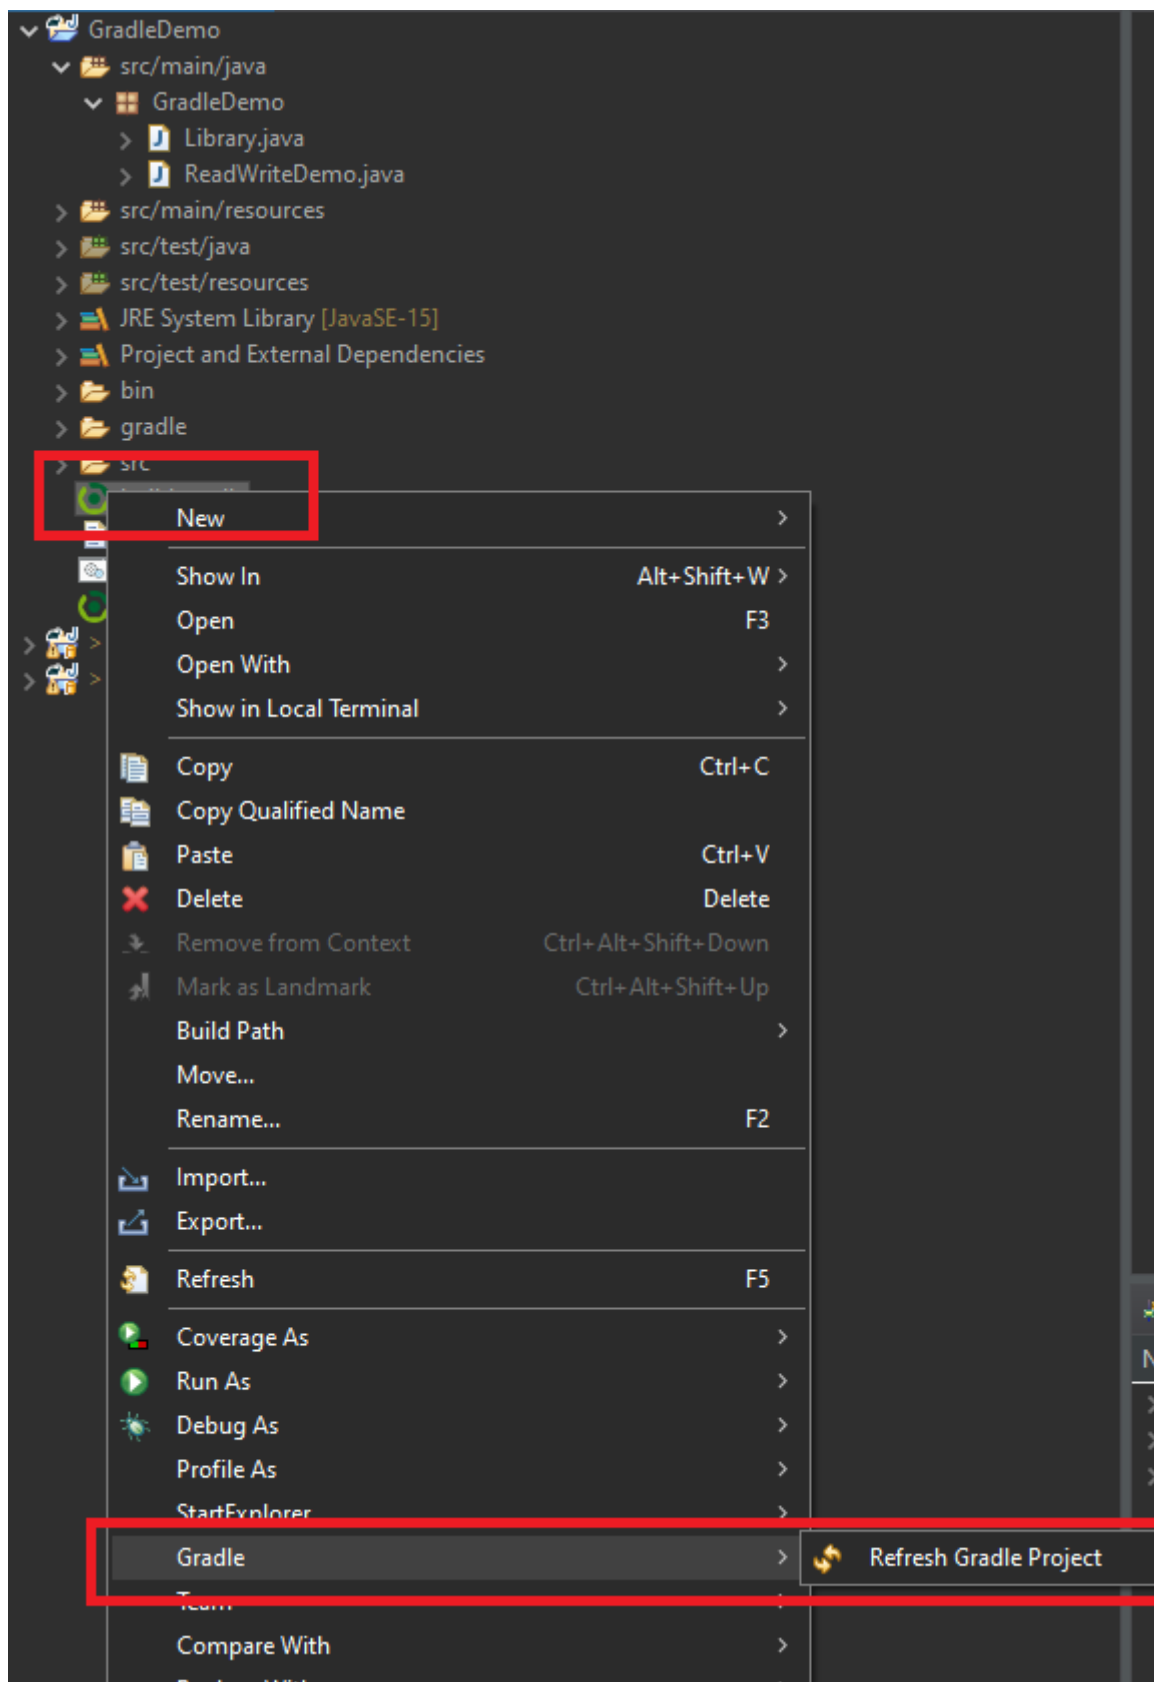 GradleDemo
src/main/java
GradleDemo
Library.java
ReadWriteDemo.java
src/main/resources
src/test/java
src/test/resources
JRE System Library [JavaSE-15]
Project and External Dependencies
bin
gradle
src
New
Show In Alt+Shift+W
Open F3
Open With
Show in Local Terminal
Copy Ctrl+C
Copy Qualified Name
Paste Ctrl+V
Delete Delete
Remove from Context Ctrl+Alt+Shift+Down
Mark as Landmark Ctrl+Alt+Shift+Up
Build Path
Move...
Rename... F2
Import...
Export...
Refresh F5
Coverage As
Run As
Debug As
Profile As
StartExplorer
Gradle Refresh Gradle Project
Team
Compare With